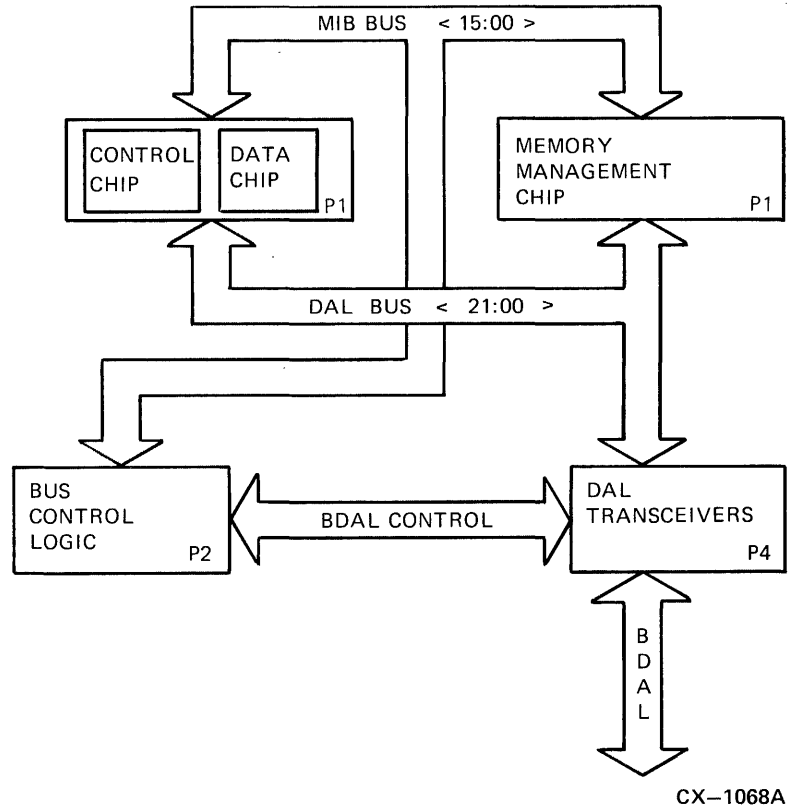 MIB BUS < 15:00 >
CONTROL
CHIP
DATA
CHIP
P1
MEMORY
MANAGEMENT
CHIP
P1
DAL BUS < 21:00 >
BUS
CONTROL
LOGIC
P2
BDAL CONTROL
DAL
TRANSCEIVERS
P4
B
D
A
L
CX–1068A